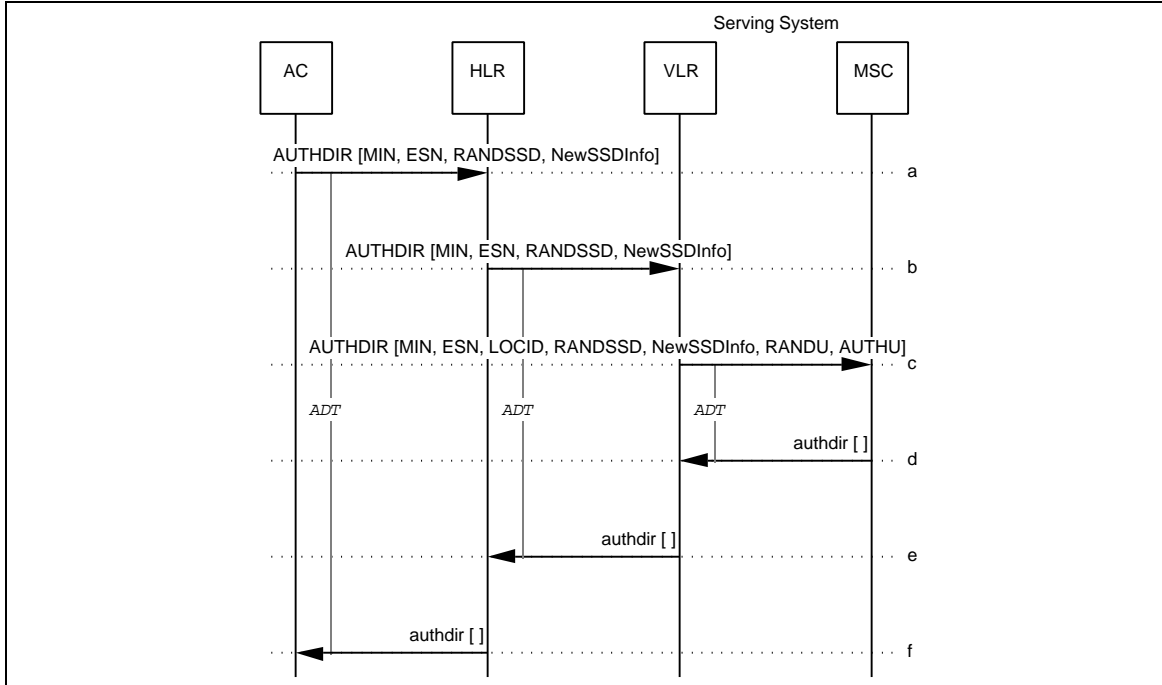 Serving System
AC HLR VLR MSC
AUTHDIR [MIN, ESN, RANDSSD, NewSSDInfo]
a
AUTHDIR [MIN, ESN, RANDSSD, NewSSDInfo]
b
AUTHDIR [MIN, ESN, LOCID, RANDSSD, NewSSDInfo, RANDU, AUTHU]
c
ADT ADT ADT
authdir [ ]
d
authdir [ ]
e
authdir [ ]
f